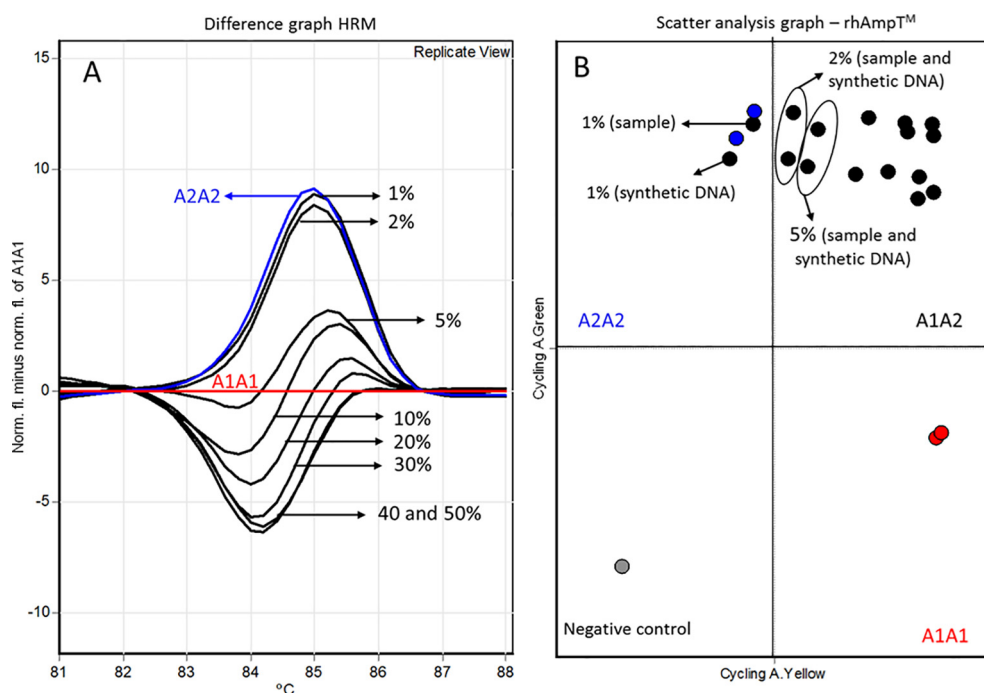 Difference graph HRM
Replicate View
A
15
10
5
0
-5
-10
Norm. fl. minus norm. fl. of A1A1
A2A2
1%
2%
5%
A1A1
10%
20%
30%
40 and 50%
81
82
83
84
85
86
87
88
°C
Scatter analysis graph – rhAmpTᴹ
B
2% (sample and
synthetic DNA)
1% (sample)
1% (synthetic DNA)
5% (sample and
synthetic DNA)
A2A2
A1A2
Cycling A.Green
Negative control
A1A1
Cycling A.Yellow